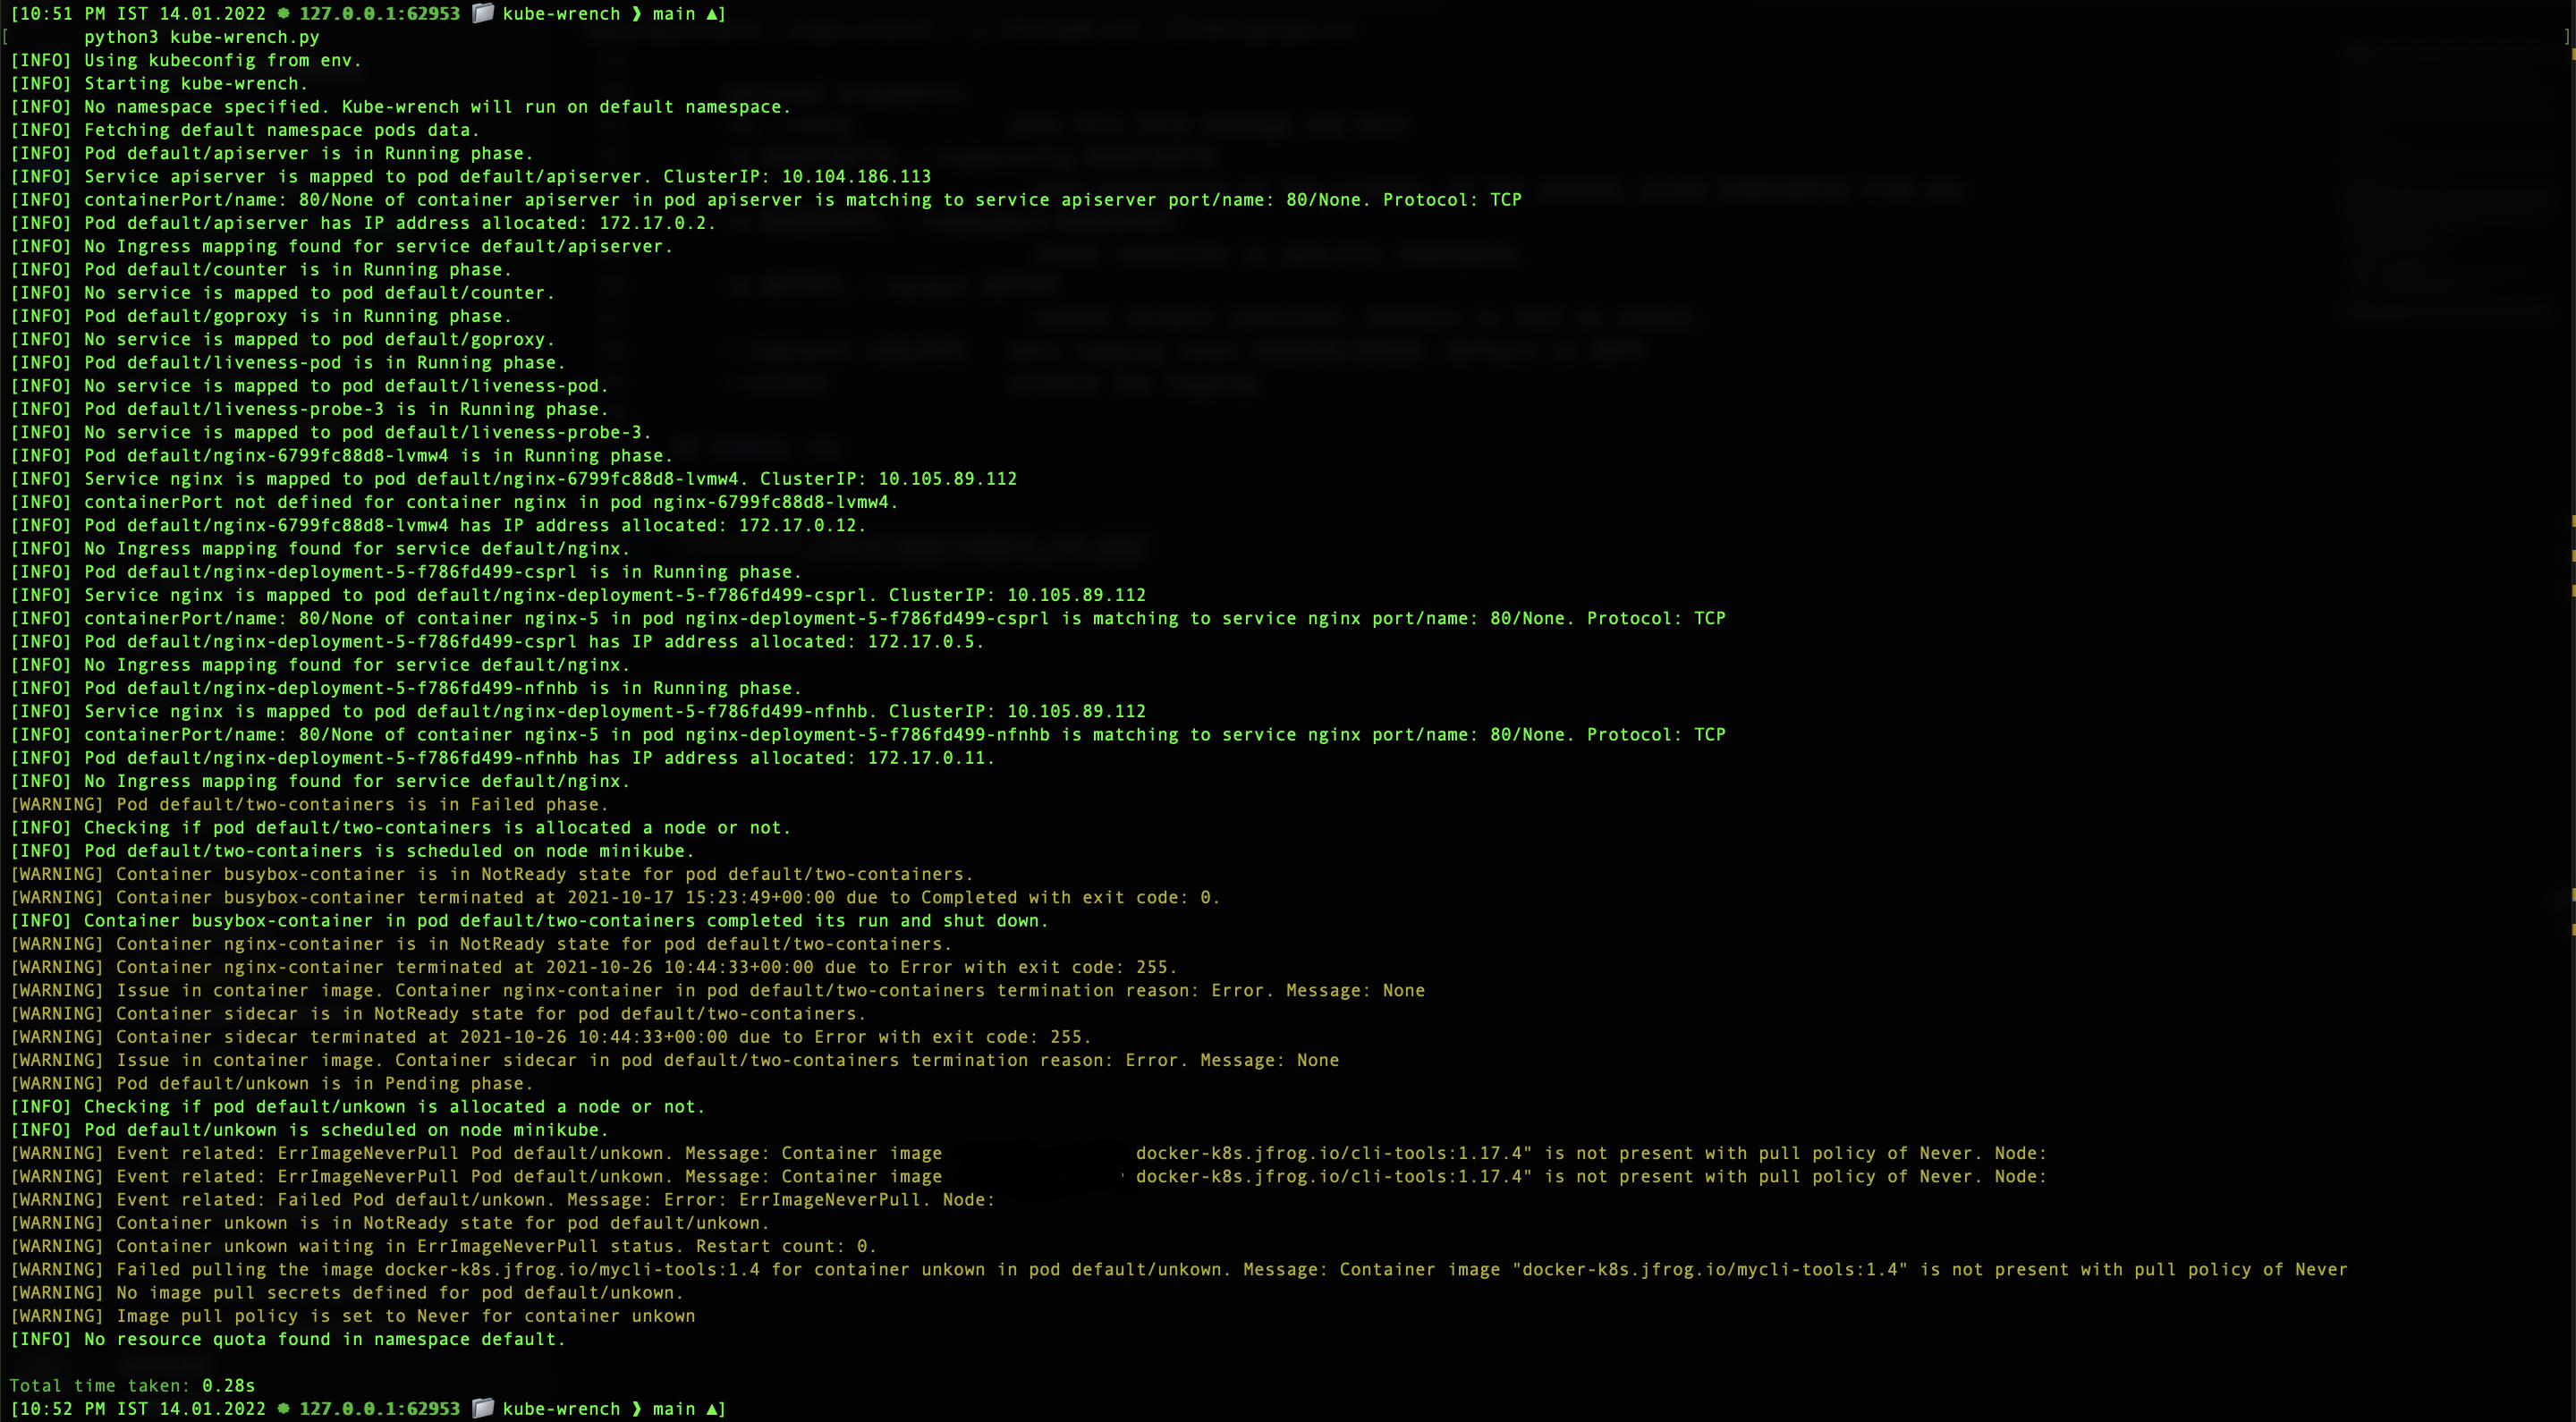 [10:51 PM IST 14.01.2022 ⎈ 127.0.0.1:62953 📁 kube-wrench ❯ main ▲]
[ python3 kube-wrench.py ]
[INFO] Using kubeconfig from env.
[INFO] Starting kube-wrench.
[INFO] No namespace specified. Kube-wrench will run on default namespace.
[INFO] Fetching default namespace pods data.
[INFO] Pod default/apiserver is in Running phase.
[INFO] Service apiserver is mapped to pod default/apiserver. ClusterIP: 10.104.186.113
[INFO] containerPort/name: 80/None of container apiserver in pod apiserver is matching to service apiserver port/name: 80/None. Protocol: TCP
[INFO] Pod default/apiserver has IP address allocated: 172.17.0.2.
[INFO] No Ingress mapping found for service default/apiserver.
[INFO] Pod default/counter is in Running phase.
[INFO] No service is mapped to pod default/counter.
[INFO] Pod default/goproxy is in Running phase.
[INFO] No service is mapped to pod default/goproxy.
[INFO] Pod default/liveness-pod is in Running phase.
[INFO] No service is mapped to pod default/liveness-pod.
[INFO] Pod default/liveness-probe-3 is in Running phase.
[INFO] No service is mapped to pod default/liveness-probe-3.
[INFO] Pod default/nginx-6799fc88d8-lvmw4 is in Running phase.
[INFO] Service nginx is mapped to pod default/nginx-6799fc88d8-lvmw4. ClusterIP: 10.105.89.112
[INFO] containerPort not defined for container nginx in pod nginx-6799fc88d8-lvmw4.
[INFO] Pod default/nginx-6799fc88d8-lvmw4 has IP address allocated: 172.17.0.12.
[INFO] No Ingress mapping found for service default/nginx.
[INFO] Pod default/nginx-deployment-5-f786fd499-csprl is in Running phase.
[INFO] Service nginx is mapped to pod default/nginx-deployment-5-f786fd499-csprl. ClusterIP: 10.105.89.112
[INFO] containerPort/name: 80/None of container nginx-5 in pod nginx-deployment-5-f786fd499-csprl is matching to service nginx port/name: 80/None. Protocol: TCP
[INFO] Pod default/nginx-deployment-5-f786fd499-csprl has IP address allocated: 172.17.0.5.
[INFO] No Ingress mapping found for service default/nginx.
[INFO] Pod default/nginx-deployment-5-f786fd499-nfnhb is in Running phase.
[INFO] Service nginx is mapped to pod default/nginx-deployment-5-f786fd499-nfnhb. ClusterIP: 10.105.89.112
[INFO] containerPort/name: 80/None of container nginx-5 in pod nginx-deployment-5-f786fd499-nfnhb is matching to service nginx port/name: 80/None. Protocol: TCP
[INFO] Pod default/nginx-deployment-5-f786fd499-nfnhb has IP address allocated: 172.17.0.11.
[INFO] No Ingress mapping found for service default/nginx.
[WARNING] Pod default/two-containers is in Failed phase.
[INFO] Checking if pod default/two-containers is allocated a node or not.
[INFO] Pod default/two-containers is scheduled on node minikube.
[WARNING] Container busybox-container is in NotReady state for pod default/two-containers.
[WARNING] Container busybox-container terminated at 2021-10-17 15:23:49+00:00 due to Completed with exit code: 0.
[INFO] Container busybox-container in pod default/two-containers completed its run and shut down.
[WARNING] Container nginx-container is in NotReady state for pod default/two-containers.
[WARNING] Container nginx-container terminated at 2021-10-26 10:44:33+00:00 due to Error with exit code: 255.
[WARNING] Issue in container image. Container nginx-container in pod default/two-containers termination reason: Error. Message: None
[WARNING] Container sidecar is in NotReady state for pod default/two-containers.
[WARNING] Container sidecar terminated at 2021-10-26 10:44:33+00:00 due to Error with exit code: 255.
[WARNING] Issue in container image. Container sidecar in pod default/two-containers termination reason: Error. Message: None
[WARNING] Pod default/unkown is in Pending phase.
[INFO] Checking if pod default/unkown is allocated a node or not.
[INFO] Pod default/unkown is scheduled on node minikube.
[WARNING] Event related: ErrImageNeverPull Pod default/unkown. Message: Container image docker-k8s.jfrog.io/cli-tools:1.17.4" is not present with pull policy of Never. Node:
[WARNING] Event related: ErrImageNeverPull Pod default/unkown. Message: Container image docker-k8s.jfrog.io/cli-tools:1.17.4" is not present with pull policy of Never. Node:
[WARNING] Event related: Failed Pod default/unkown. Message: Error: ErrImageNeverPull. Node:
[WARNING] Container unkown is in NotReady state for pod default/unkown.
[WARNING] Container unkown waiting in ErrImageNeverPull status. Restart count: 0.
[WARNING] Failed pulling the image docker-k8s.jfrog.io/mycli-tools:1.4 for container unkown in pod default/unkown. Message: Container image "docker-k8s.jfrog.io/mycli-tools:1.4" is not present with pull policy of Never
[WARNING] No image pull secrets defined for pod default/unkown.
[WARNING] Image pull policy is set to Never for container unkown
[INFO] No resource quota found in namespace default.
Total time taken: 0.28s
[10:52 PM IST 14.01.2022 ⎈ 127.0.0.1:62953 📁 kube-wrench ❯ main ▲]